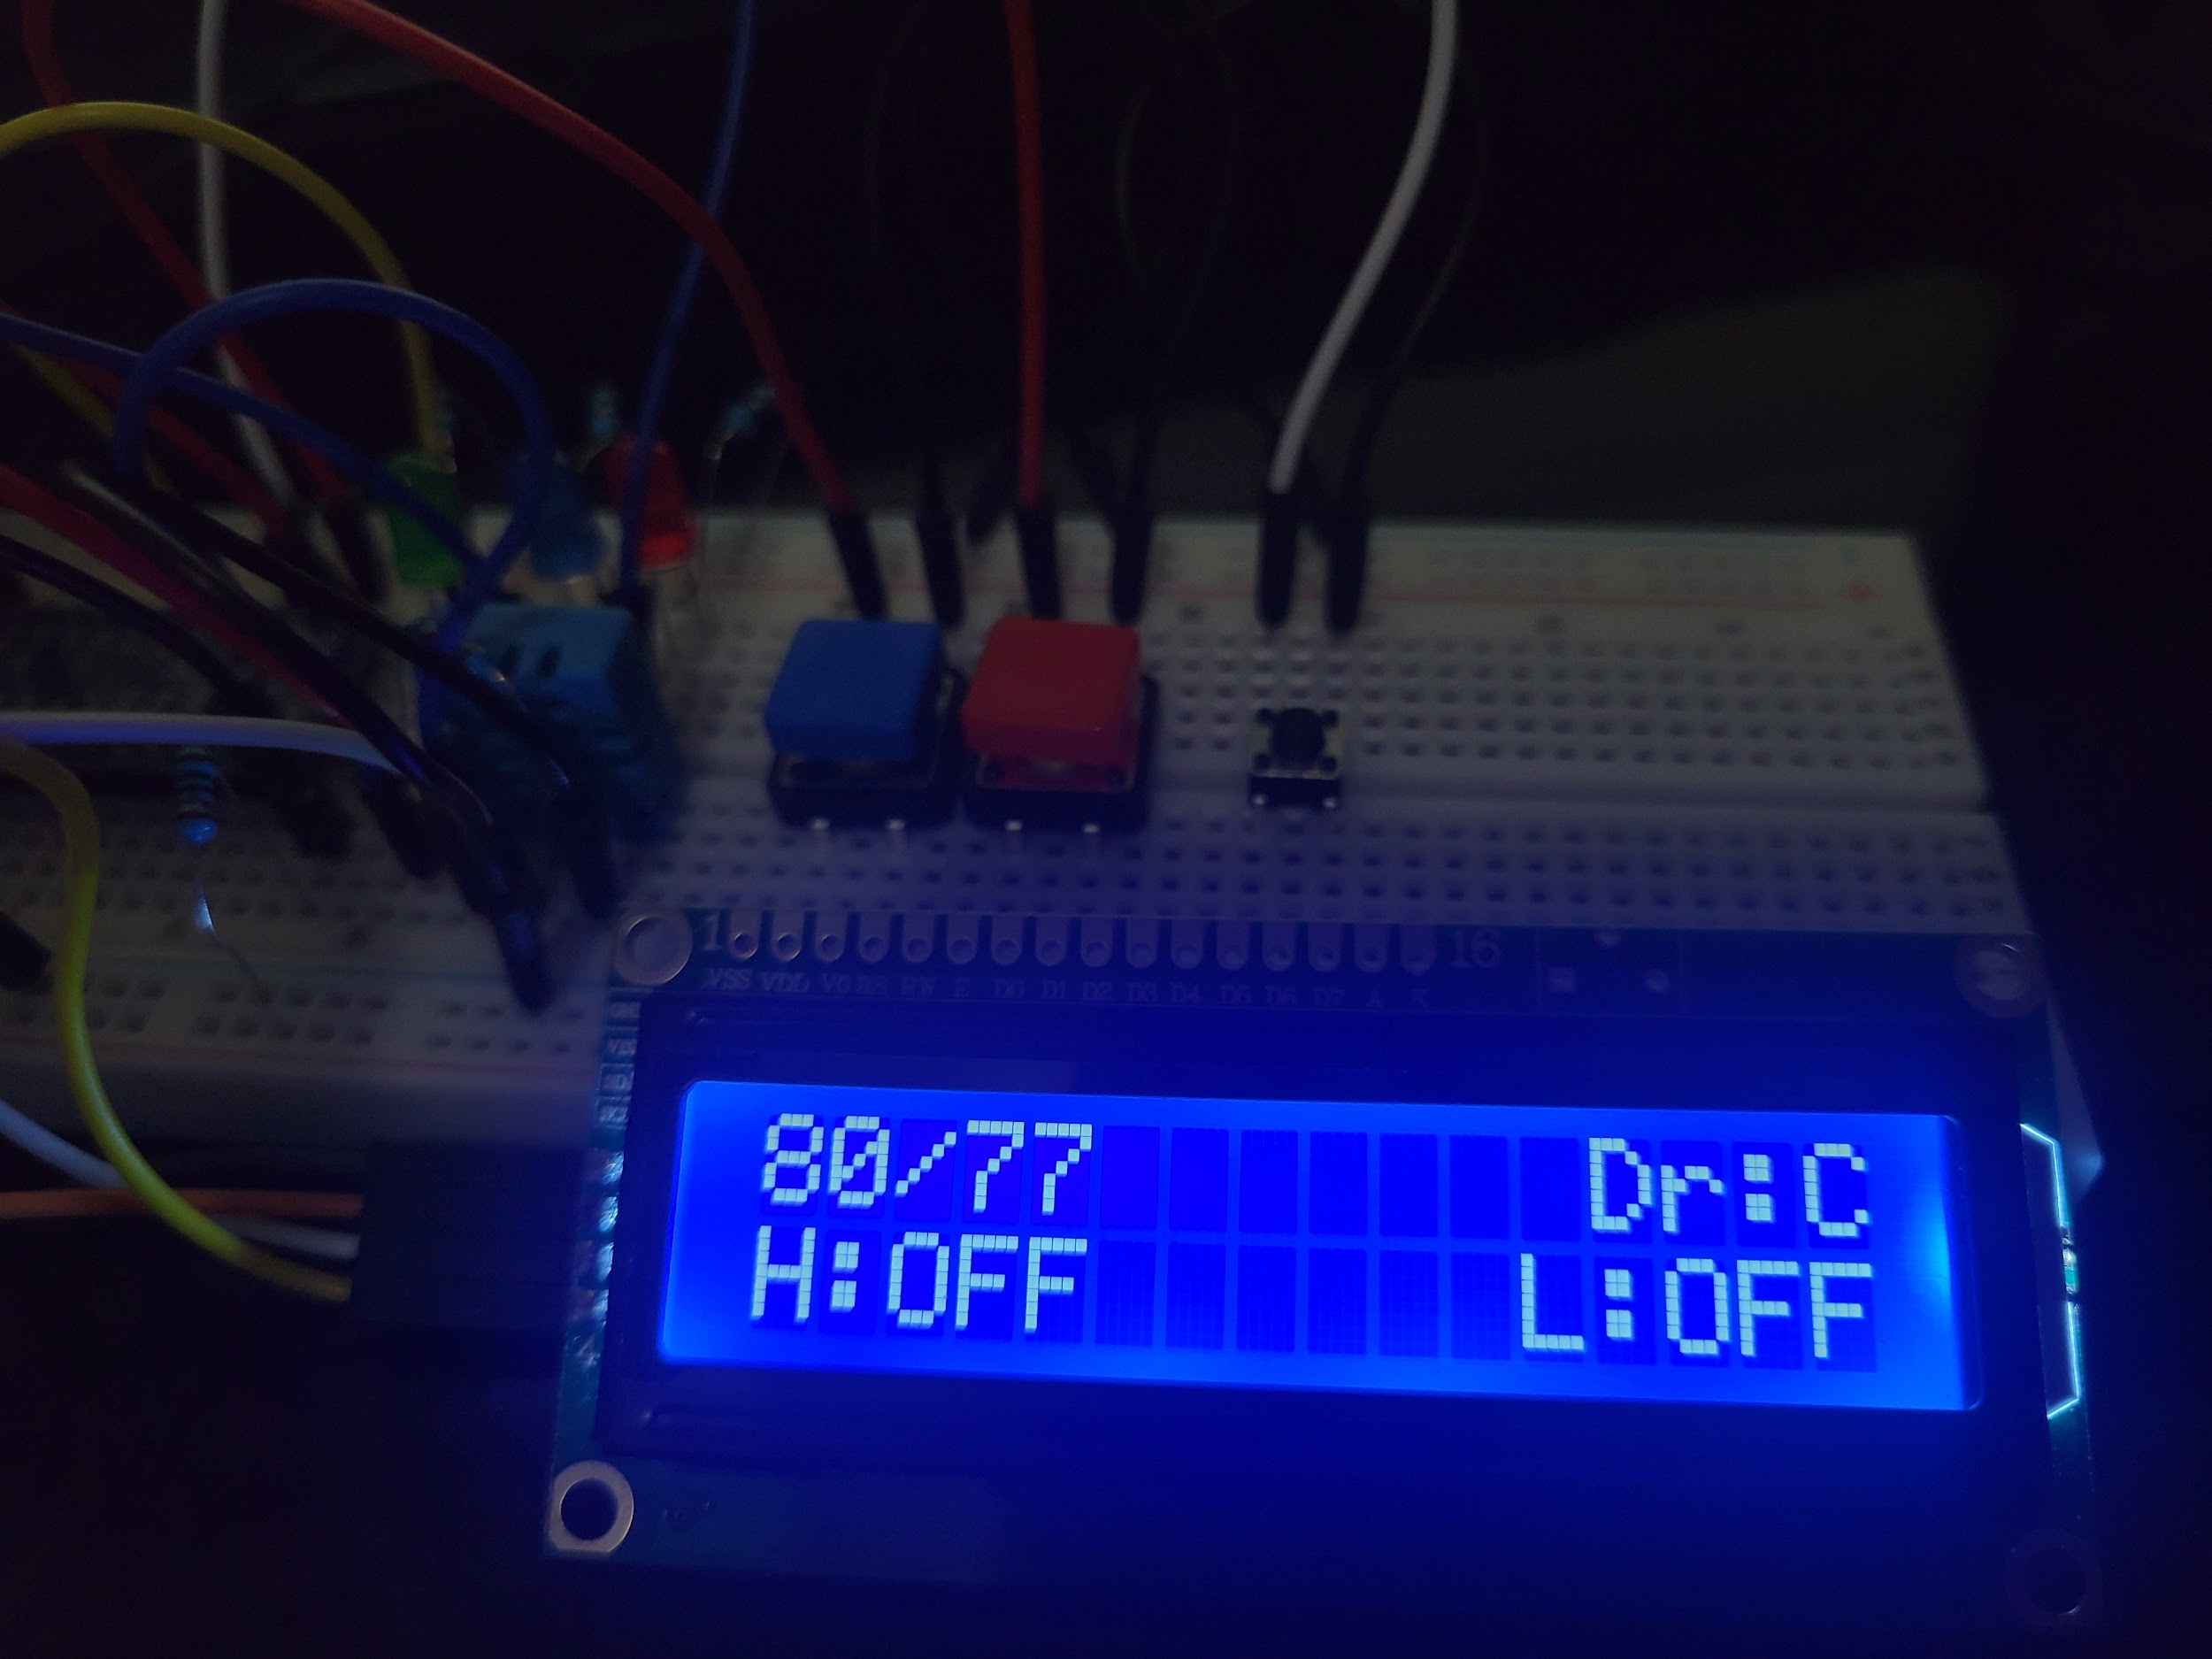 1 16
VSS VDD V0 RS RW E D0 D1 D2 D3 D4 D5 D6 D7 A K
80/77 Dr:C
H:OFF L:OFF